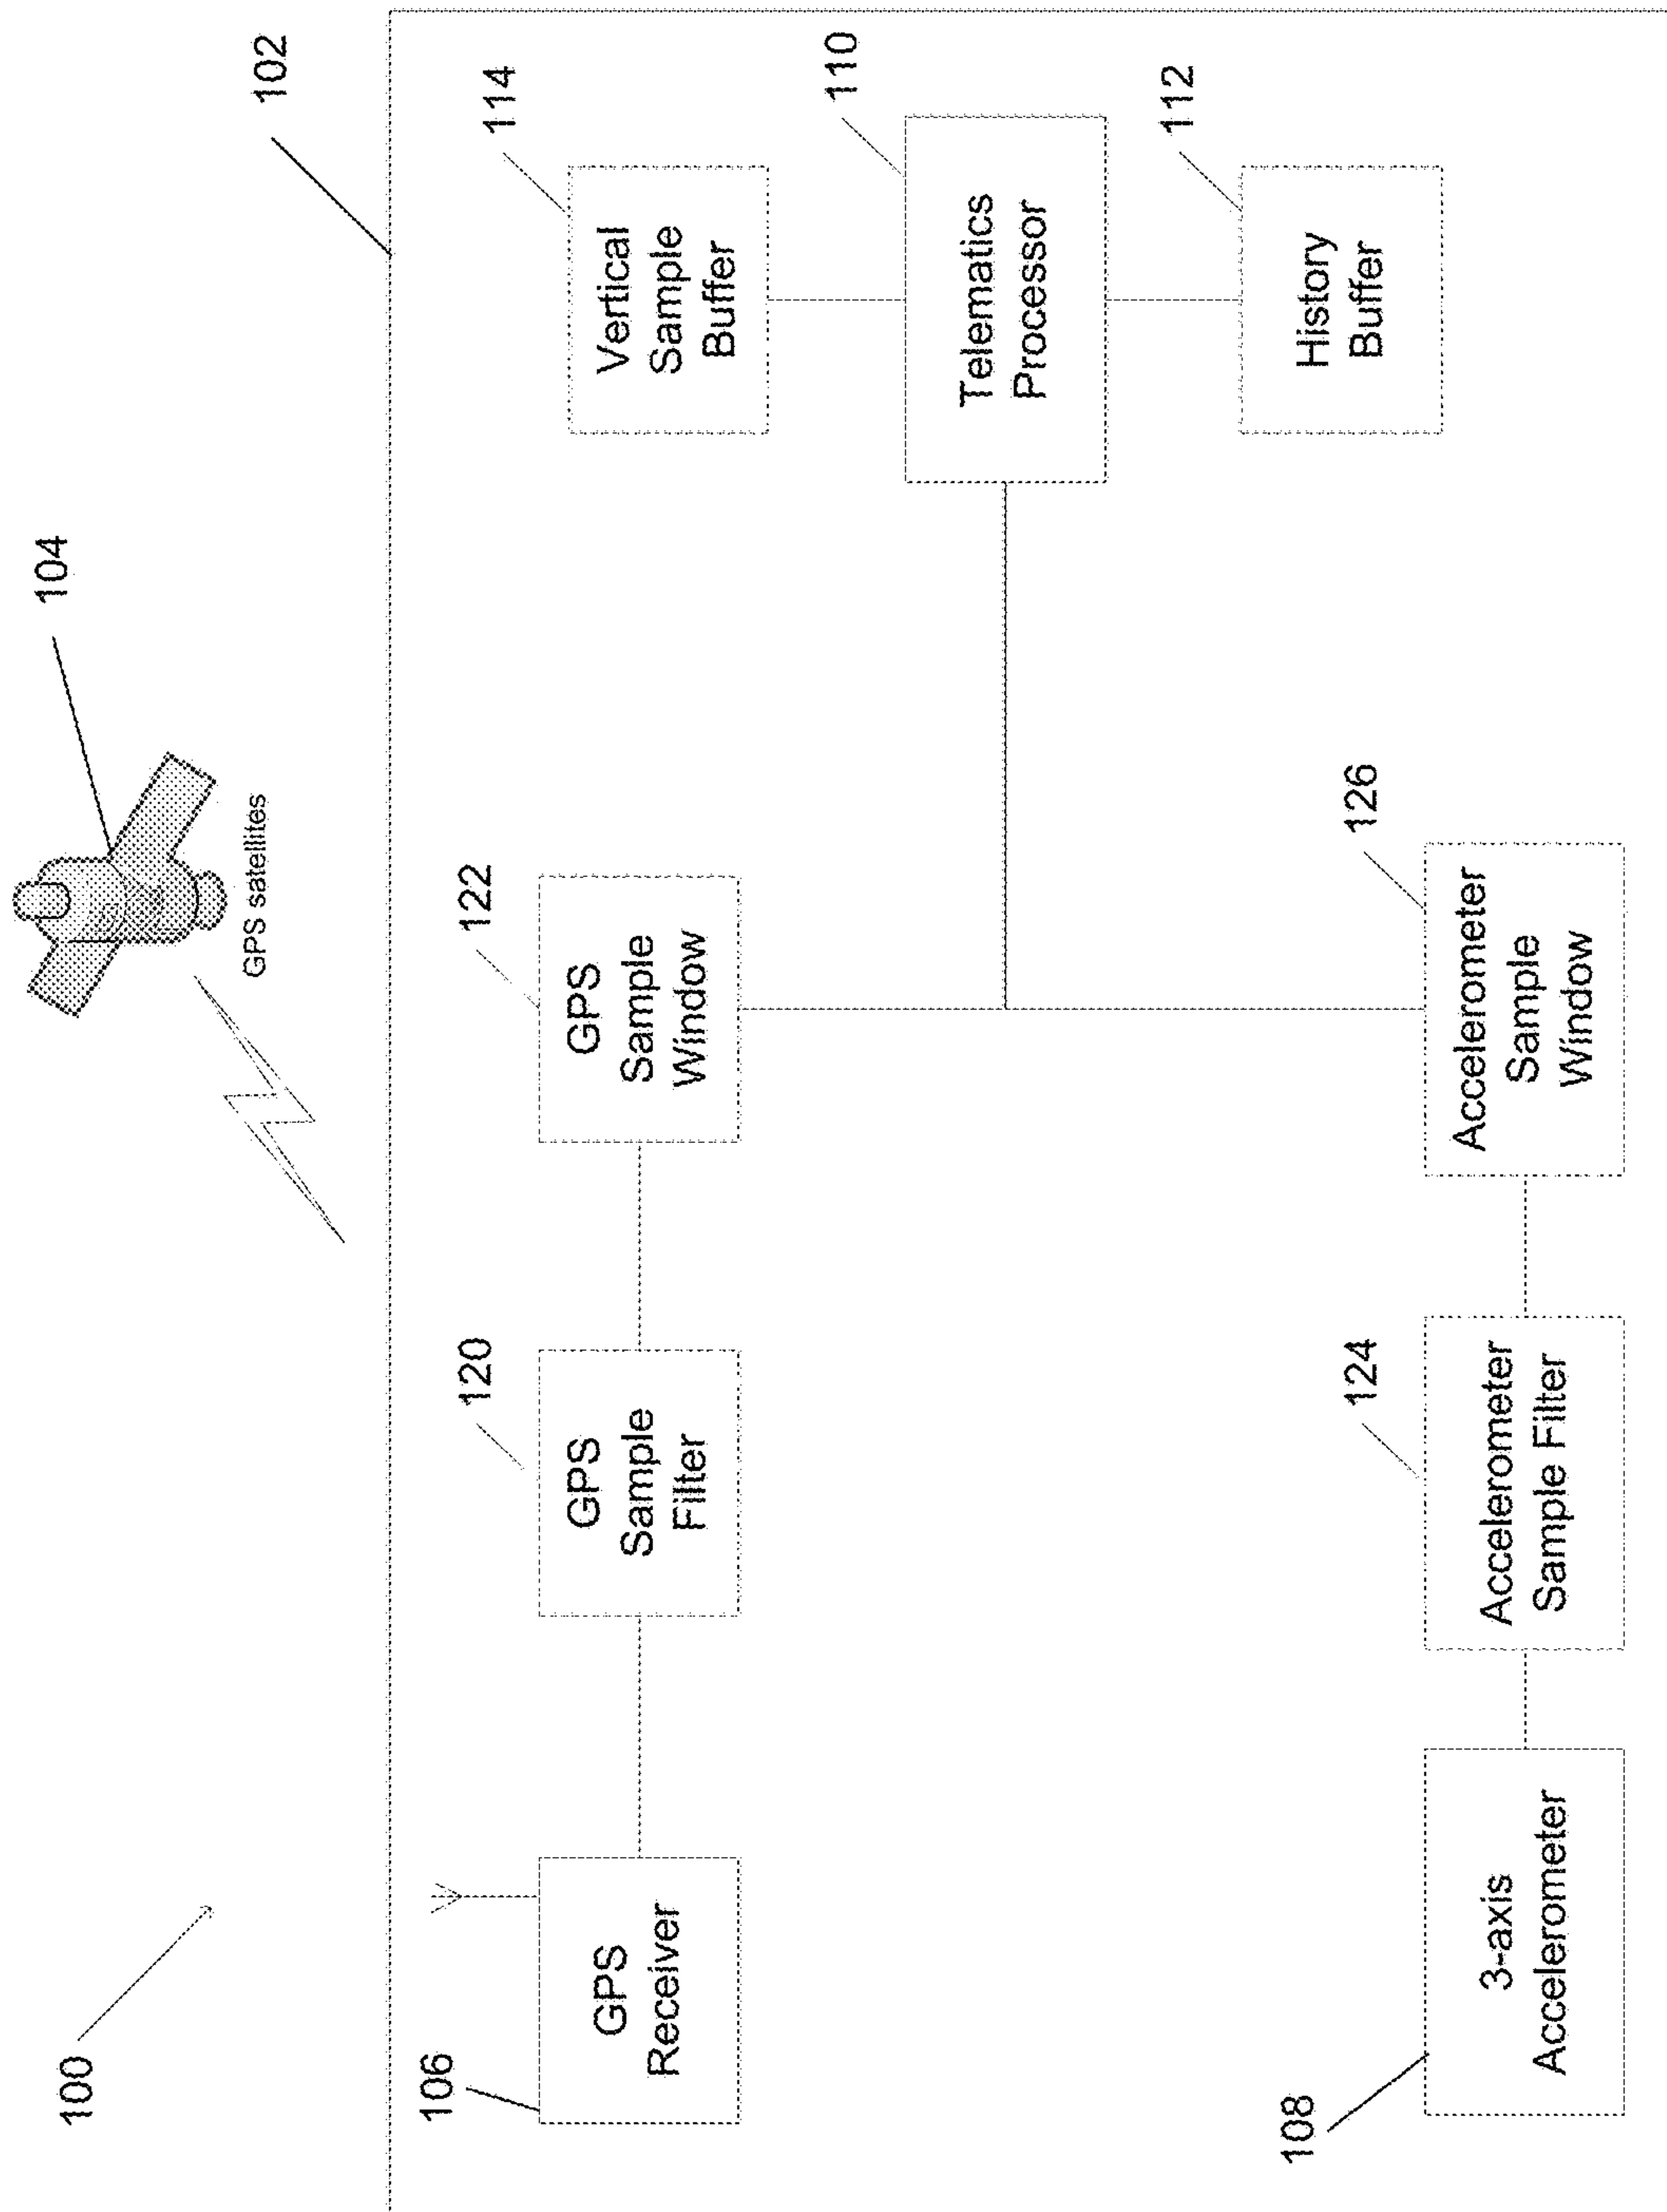 100
104
GPS satellites
102
106
GPS
Receiver
120
GPS
Sample
Filter
122
GPS
Sample
Window
114
Vertical
Sample
Buffer
110
Telematics
Processor
112
History
Buffer
108
3-axis
Accelerometer
124
Accelerometer
Sample Filter
126
Accelerometer
Sample
Window